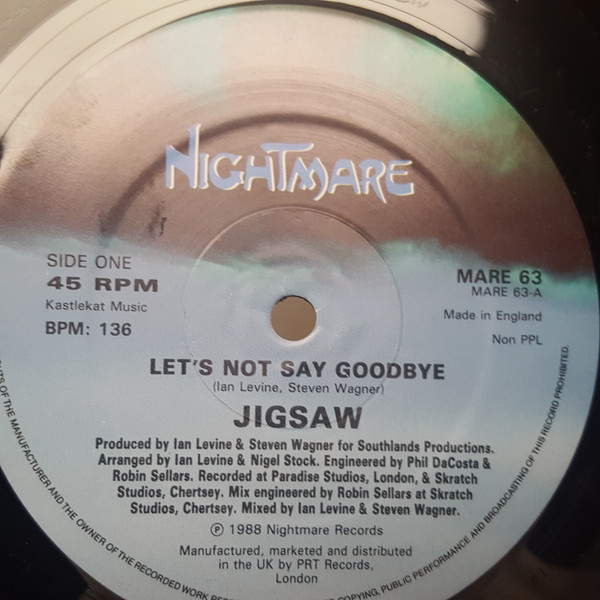 NIGHTMARE
SIDE ONE
45 RPM
Kastlekat Music
BPM: 136
MARE 63
MARE 63-A
Made in England
Non PPL
LET'S NOT SAY GOODBYE
(Ian Levine, Steven Wagner)
JIGSAW
Produced by Ian Levine & Steven Wagner for Southlands Productions.
Arranged by Ian Levine & Nigel Stock. Engineered by Phil DaCosta &
Robin Sellars. Recorded at Paradise Studios, London, & Skratch
Studios, Chertsey. Mix engineered by Robin Sellars at Skratch
Studios, Chertsey. Mixed by Ian Levine & Steven Wagner.
Ⓟ 1988 Nightmare Records
Manufactured, marketed and distributed
in the UK by PRT Records,
London
OF THE MANUFACTURER AND THE OWNER OF THE RECORDED WORK COPYING, PUBLIC PERFORMANCE AND BROADCASTING OF THIS RECORD PROHIBITED.